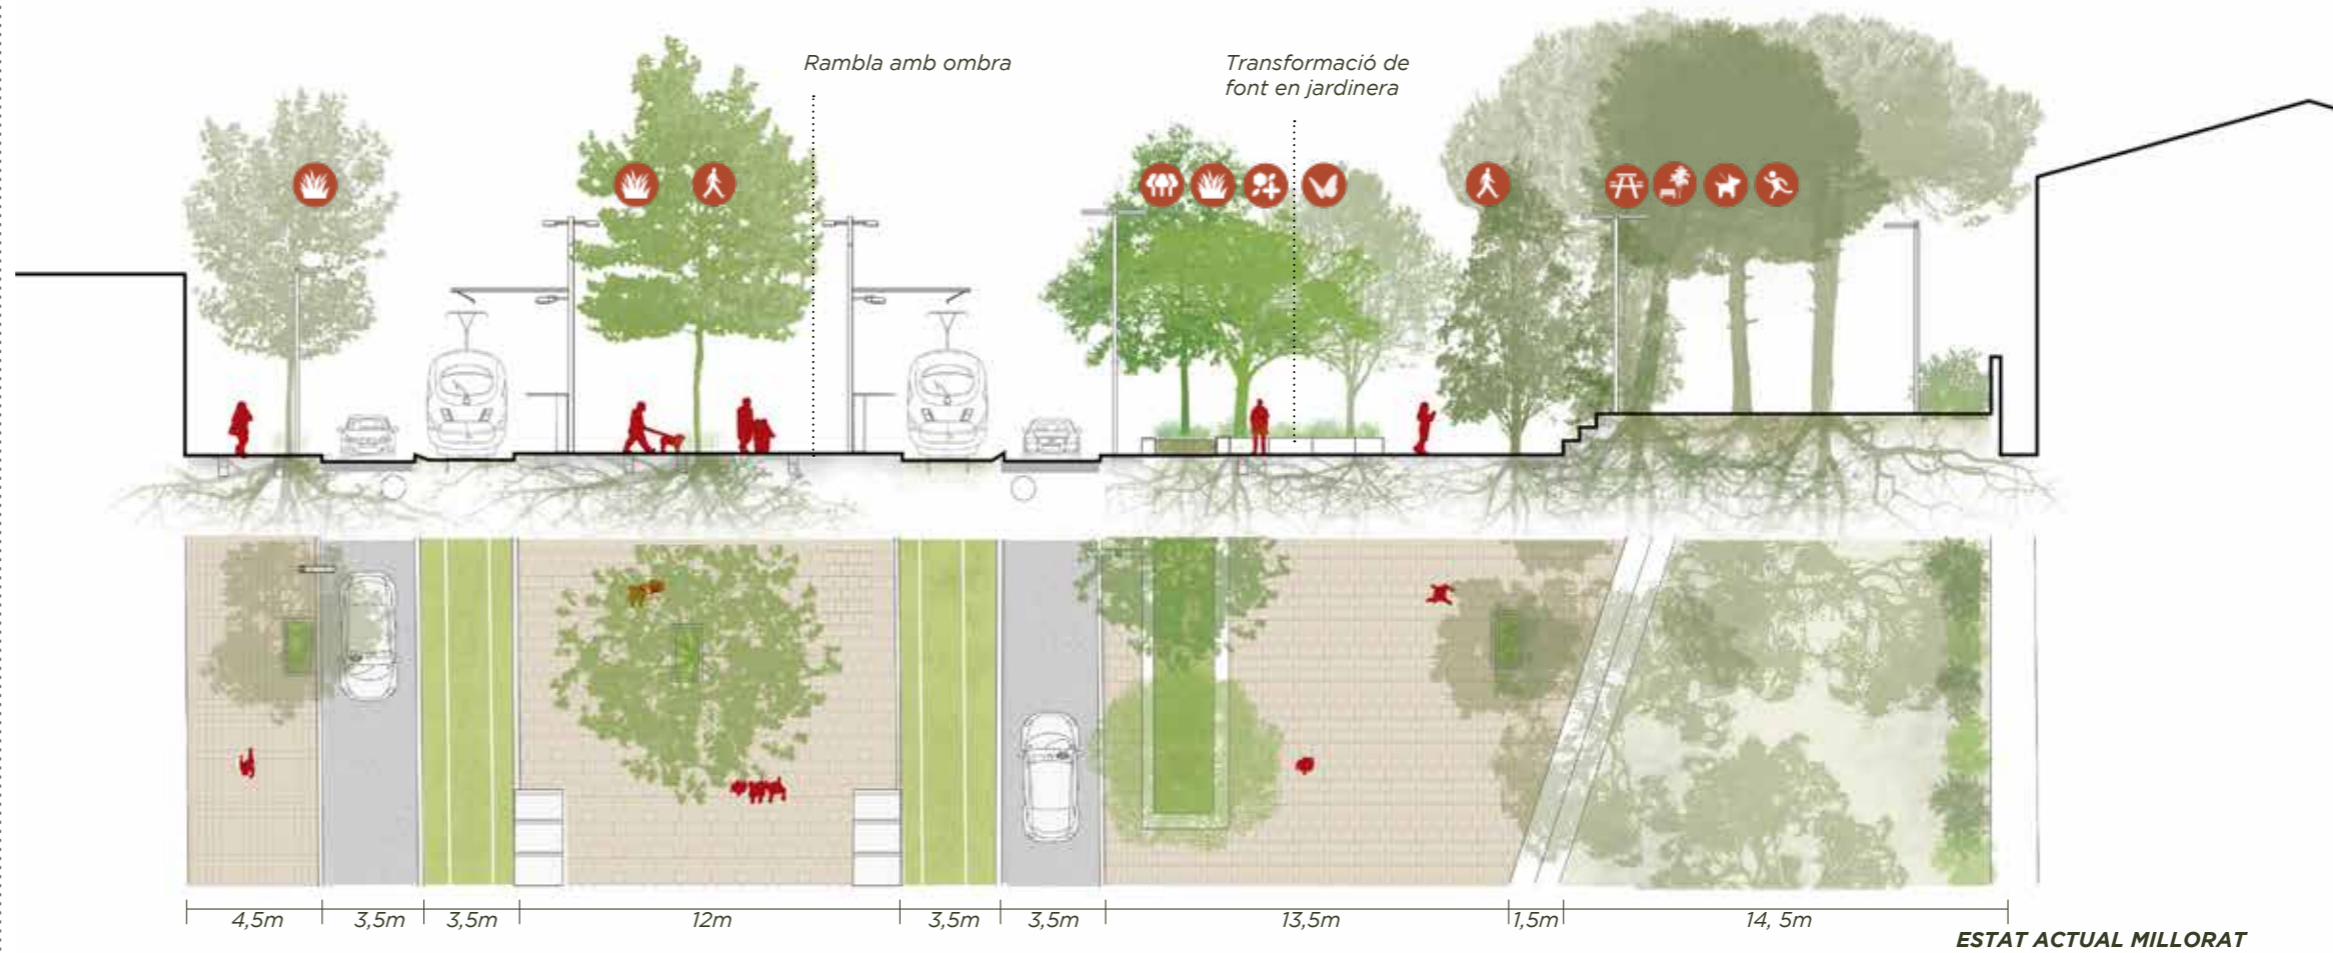 Rambla amb ombra
Transformació de
font en jardinera
4,5m
3,5m
3,5m
12m
3,5m
3,5m
13,5m
1,5m
14, 5m
ESTAT ACTUAL MILLORAT